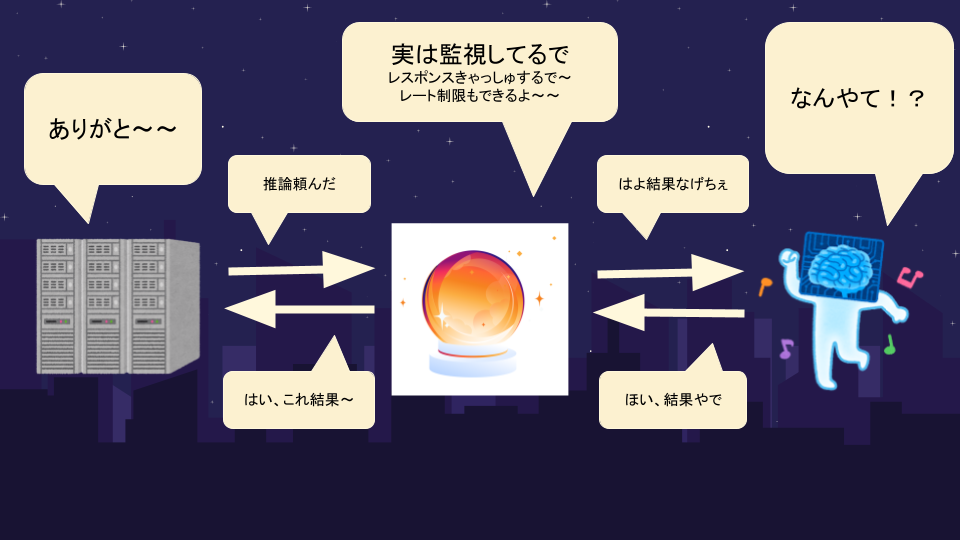 実は監視してるで
レスポンスきゃっしゅするで~
レート制限もできるよ~~
なんやて！？
ありがと~~
推論頼んだ
はよ結果なげちぇ
はい、これ結果~
ほい、結果やで